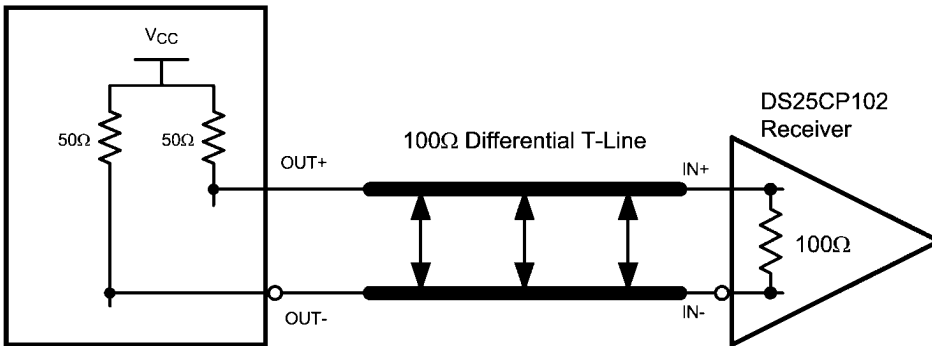 VCC
50Ω
50Ω
OUT+
OUT-
100Ω Differential T-Line
IN+
IN-
DS25CP102
Receiver
100Ω